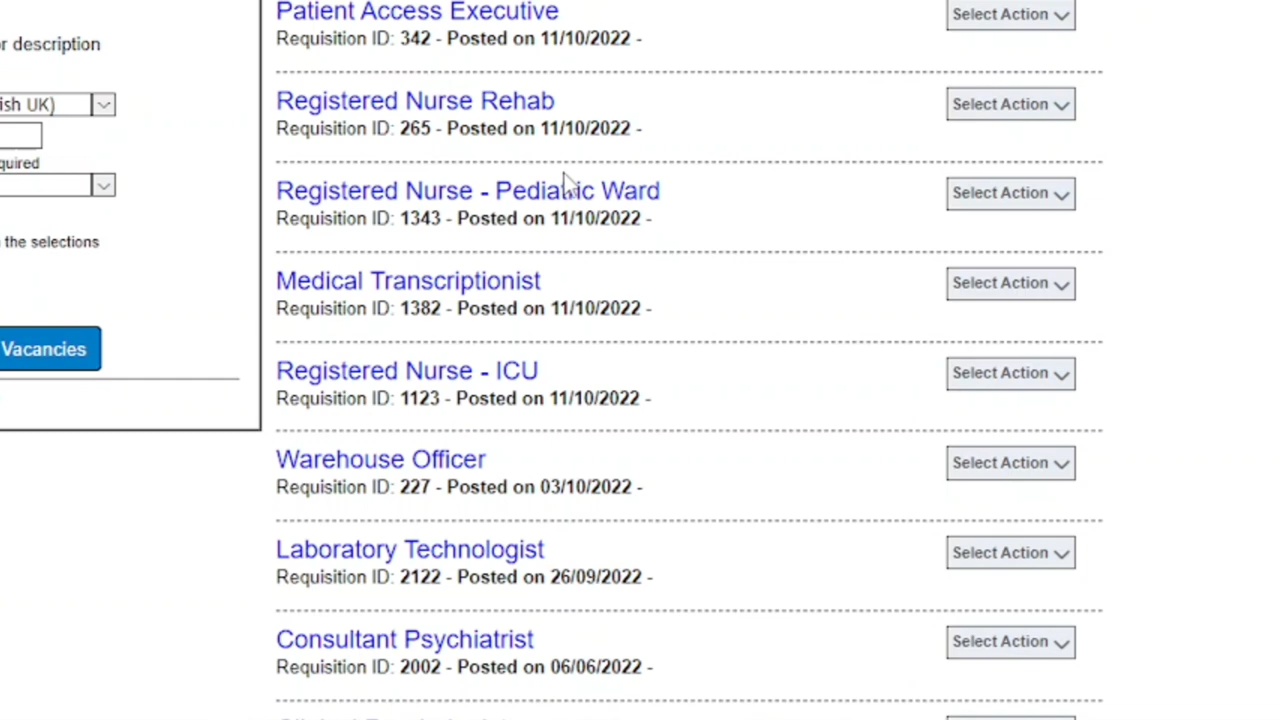 Patient Access Executive
Select Action
Requisition ID: 342 - Posted on 11/10/2022 -
r description
Registered Nurse Rehab
Select Action
ish UK)
Requisition ID: 265 - Posted on 11/10/2022 -
quired
Registered Nurse - Pediatric Ward
Select Action
Requisition ID: 1343 - Posted on 11/10/2022 -
the selections
Medical Transcriptionist
Select Action
Requisition ID: 1382 - Posted on 11/10/2022 -
Vacancies
Registered Nurse - ICU
Select Action
Requisition ID: 1123 - Posted on 11/10/2022 -
Warehouse Officer
Select Action
Requisition ID: 227 - Posted on 03/10/2022 -
Laboratory Technologist
Select Action
Requisition ID: 2122 - Posted on 26/09/2022 -
Consultant Psychiatrist
Select Action
Requisition ID: 2002 - Posted on 06/06/2022 -